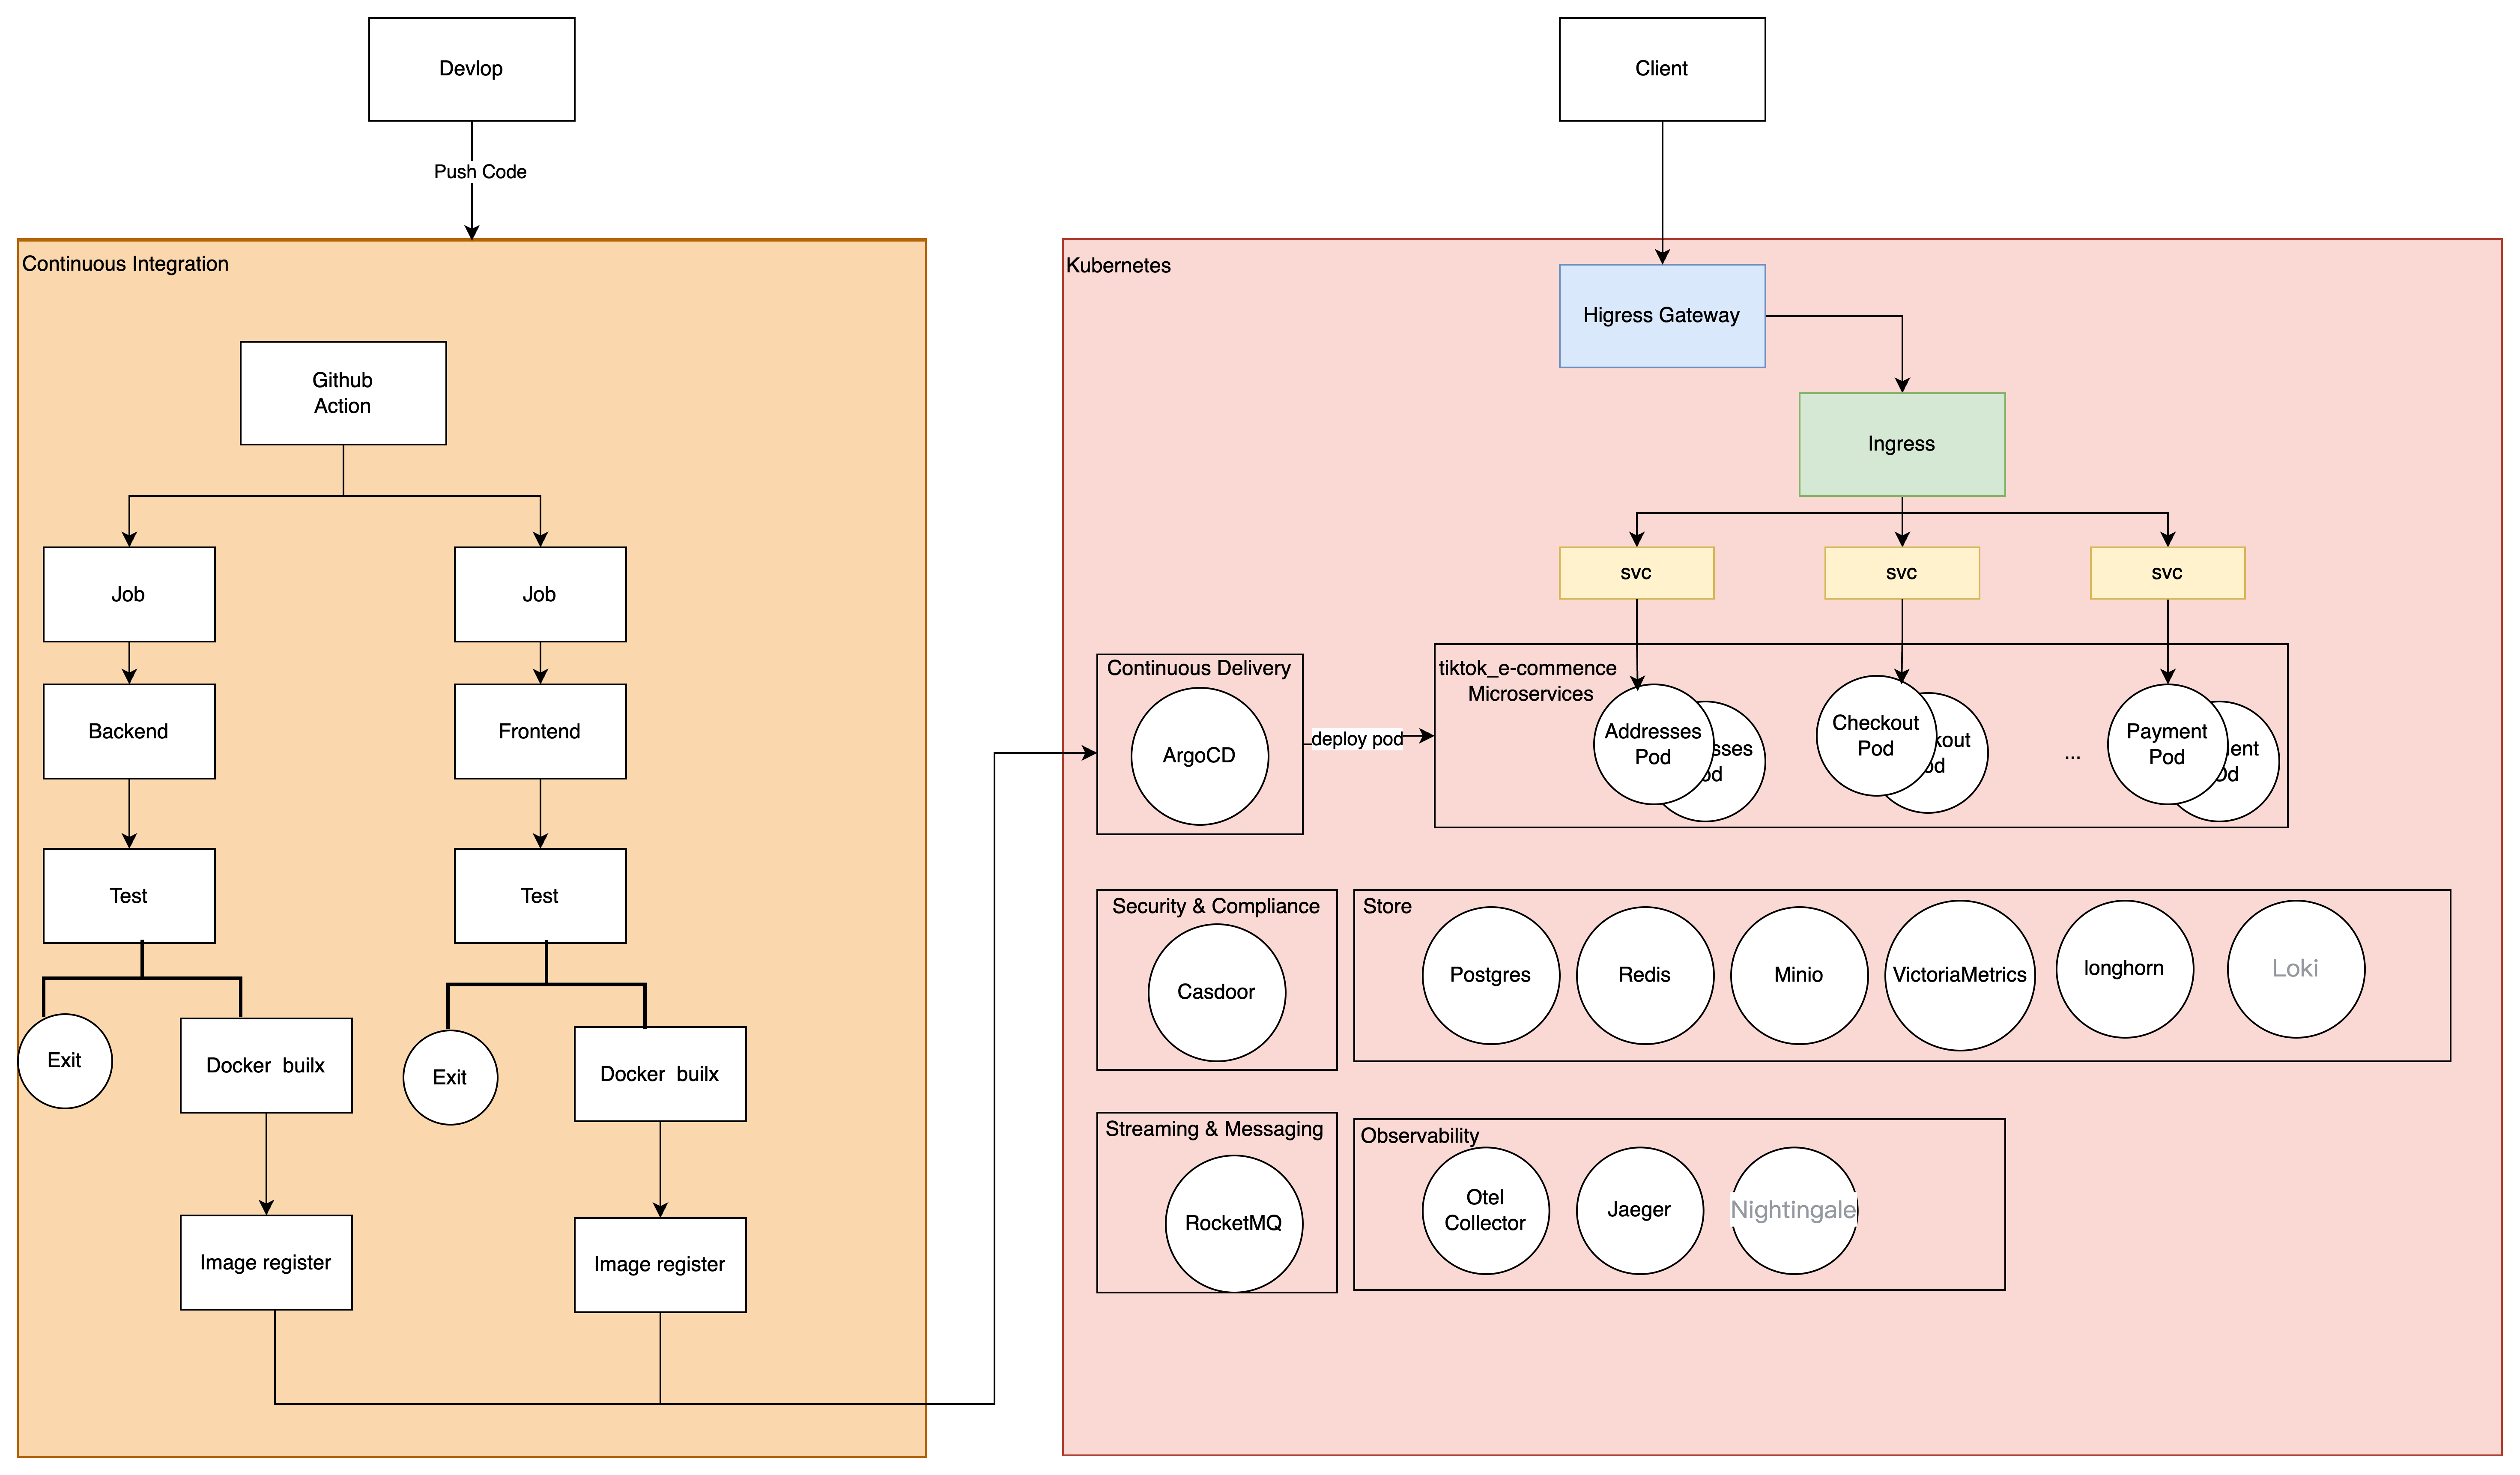 Devlop
Push Code
Continuous Integration
Github
Action
Job
Job
Backend
Frontend
Test
Test
Exit
Docker  builx
Exit
Docker  builx
Image register
Image register
Client
Kubernetes
Higress Gateway
Ingress
svc
svc
svc
Continuous Delivery
ArgoCD
deploy pod
tiktok_e-commence
Microservices
Addresses
Pod
sses
od
Checkout
Pod
kout
od
...
Payment
Pod
ent
Od
Security & Compliance
Casdoor
Store
Postgres
Redis
Minio
VictoriaMetrics
longhorn
Loki
Streaming & Messaging
RocketMQ
Observability
Otel
Collector
Jaeger
Nightingale